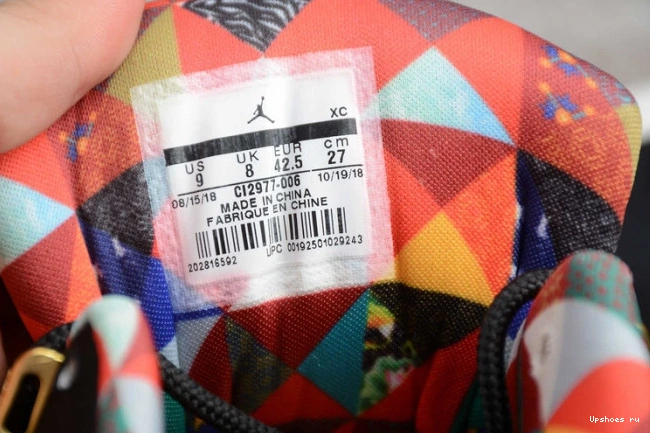 XC
US UK EUR cm
9 8 42.5 27
08/15/18 CI2977-006 10/19/18
MADE IN CHINA
FABRIQUE EN CHINE
202816592 UPC 00192501029243
Upshoes ru